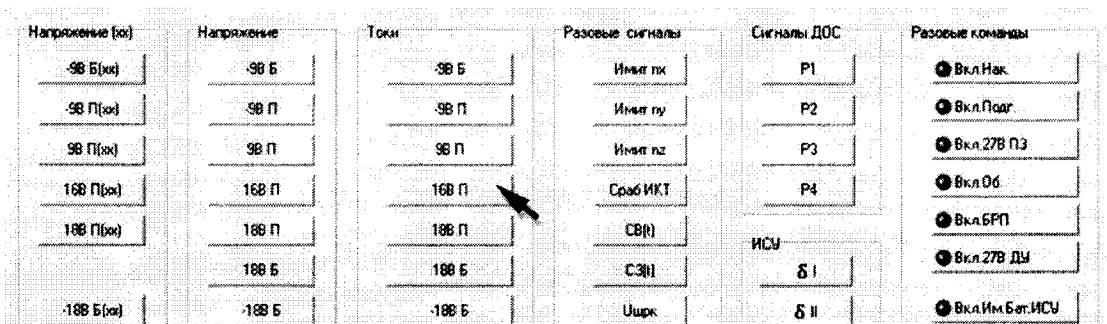 Напряжение (хх)
-9В Б(хх)
-9В П(хх)
9В П(хх)
16В П(хх)
18В П(хх)
-18В Б(хх)
Напряжение
-9В Б
-9В П
9В П
16В П
18В П
18В Б
-18В Б
Токи
-9В Б
-9В П
9В П
16В П
18В П
18В Б
-18В Б
Разовые сигналы
Имит nx
Имит ny
Имит nz
Сраб ИКТ
СВ(t)
СЗ(t)
Uшрк
Сигналы ДОС
P1
P2
P3
P4
ИСУ
δ I
δ II
Разовые команды
Вкл.Нак.
Вкл.Подг.
Вкл.27В ПЗ
Вкл.Об.
Вкл.БРП
Вкл.27В ДУ
Вкл.Им.Бат.ИСУ